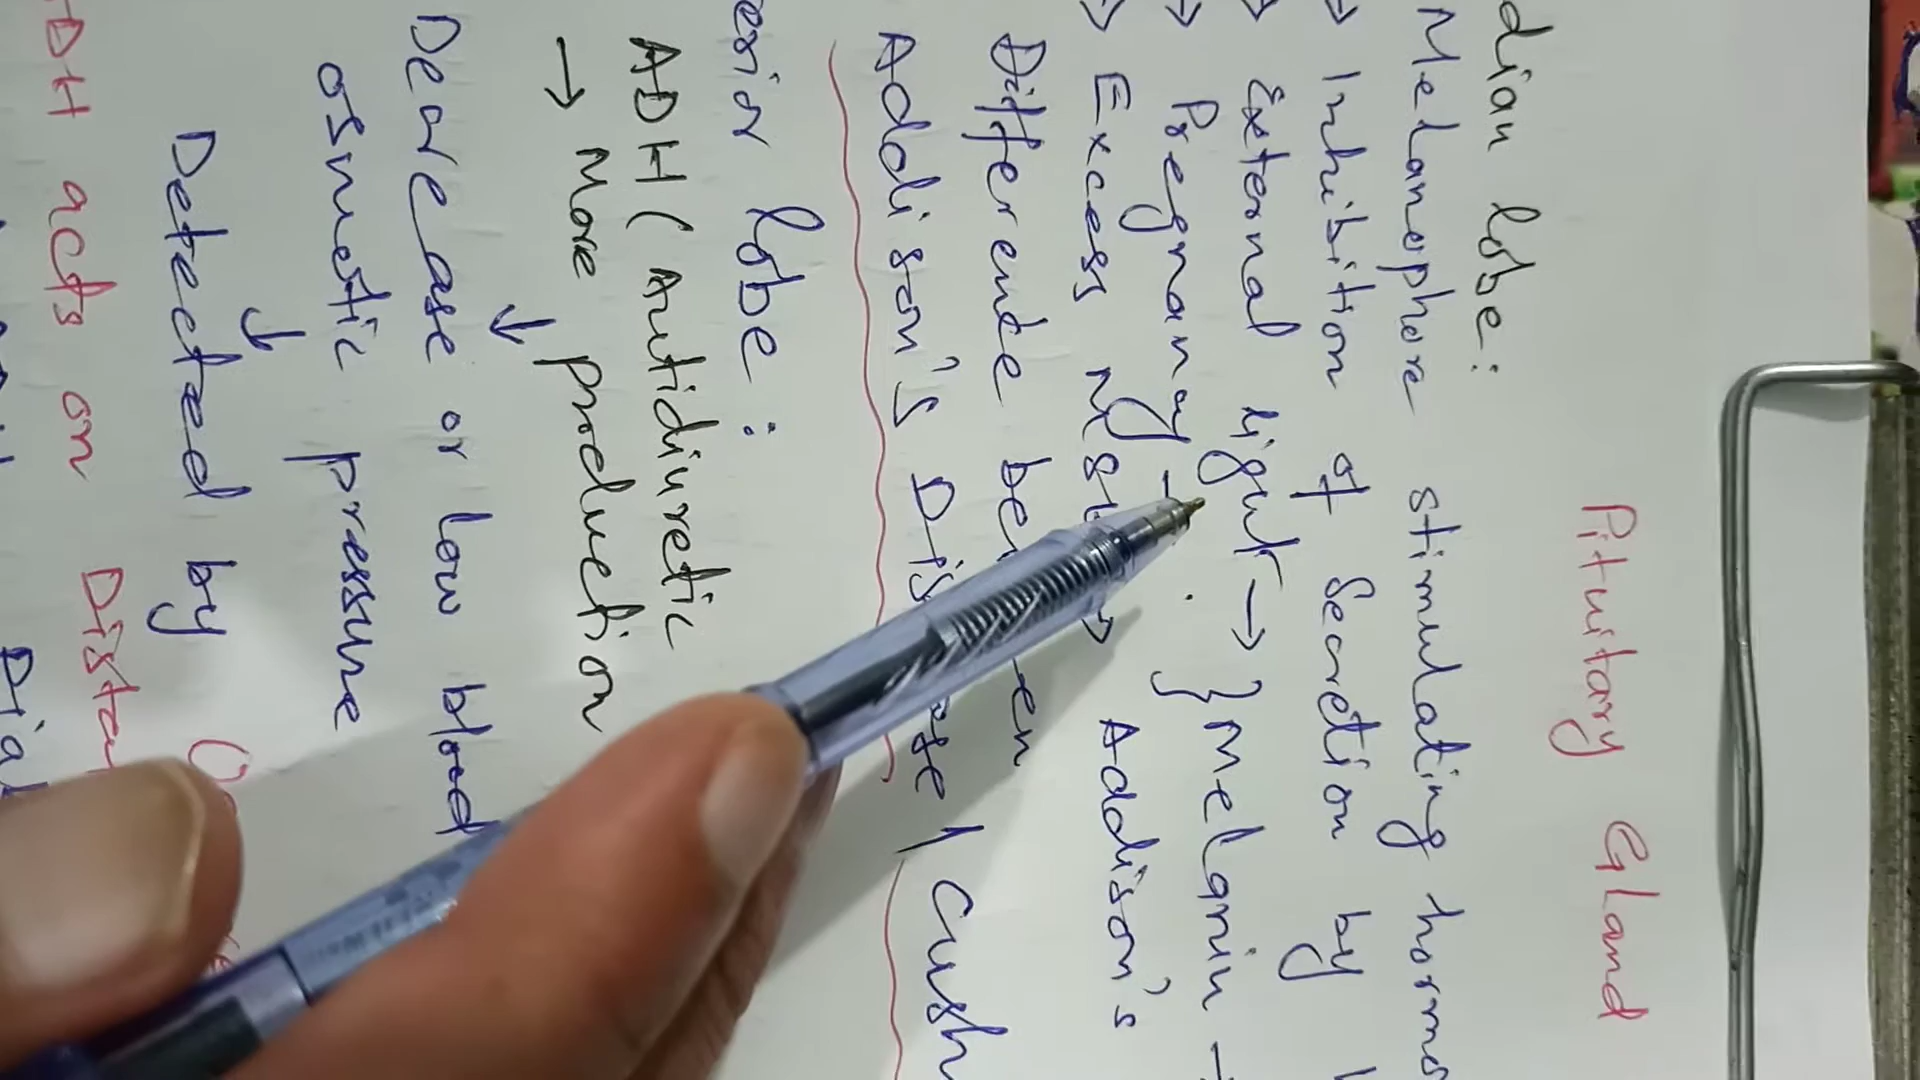 Pituitary Gland
dian lobe:
Melanophore stimulating hormo
→ Inhibition of Secretion by
→ External light →
→ Pregnancy → } Melanin →
→ Excess → Addison's
Difference between
Addison's Disease / Cush
erior lobe:
ADH (Antidiuretic
→ More production
↓
Decrease or low blood
osmotic pressure
↓
Detected by
ADH acts on Distal